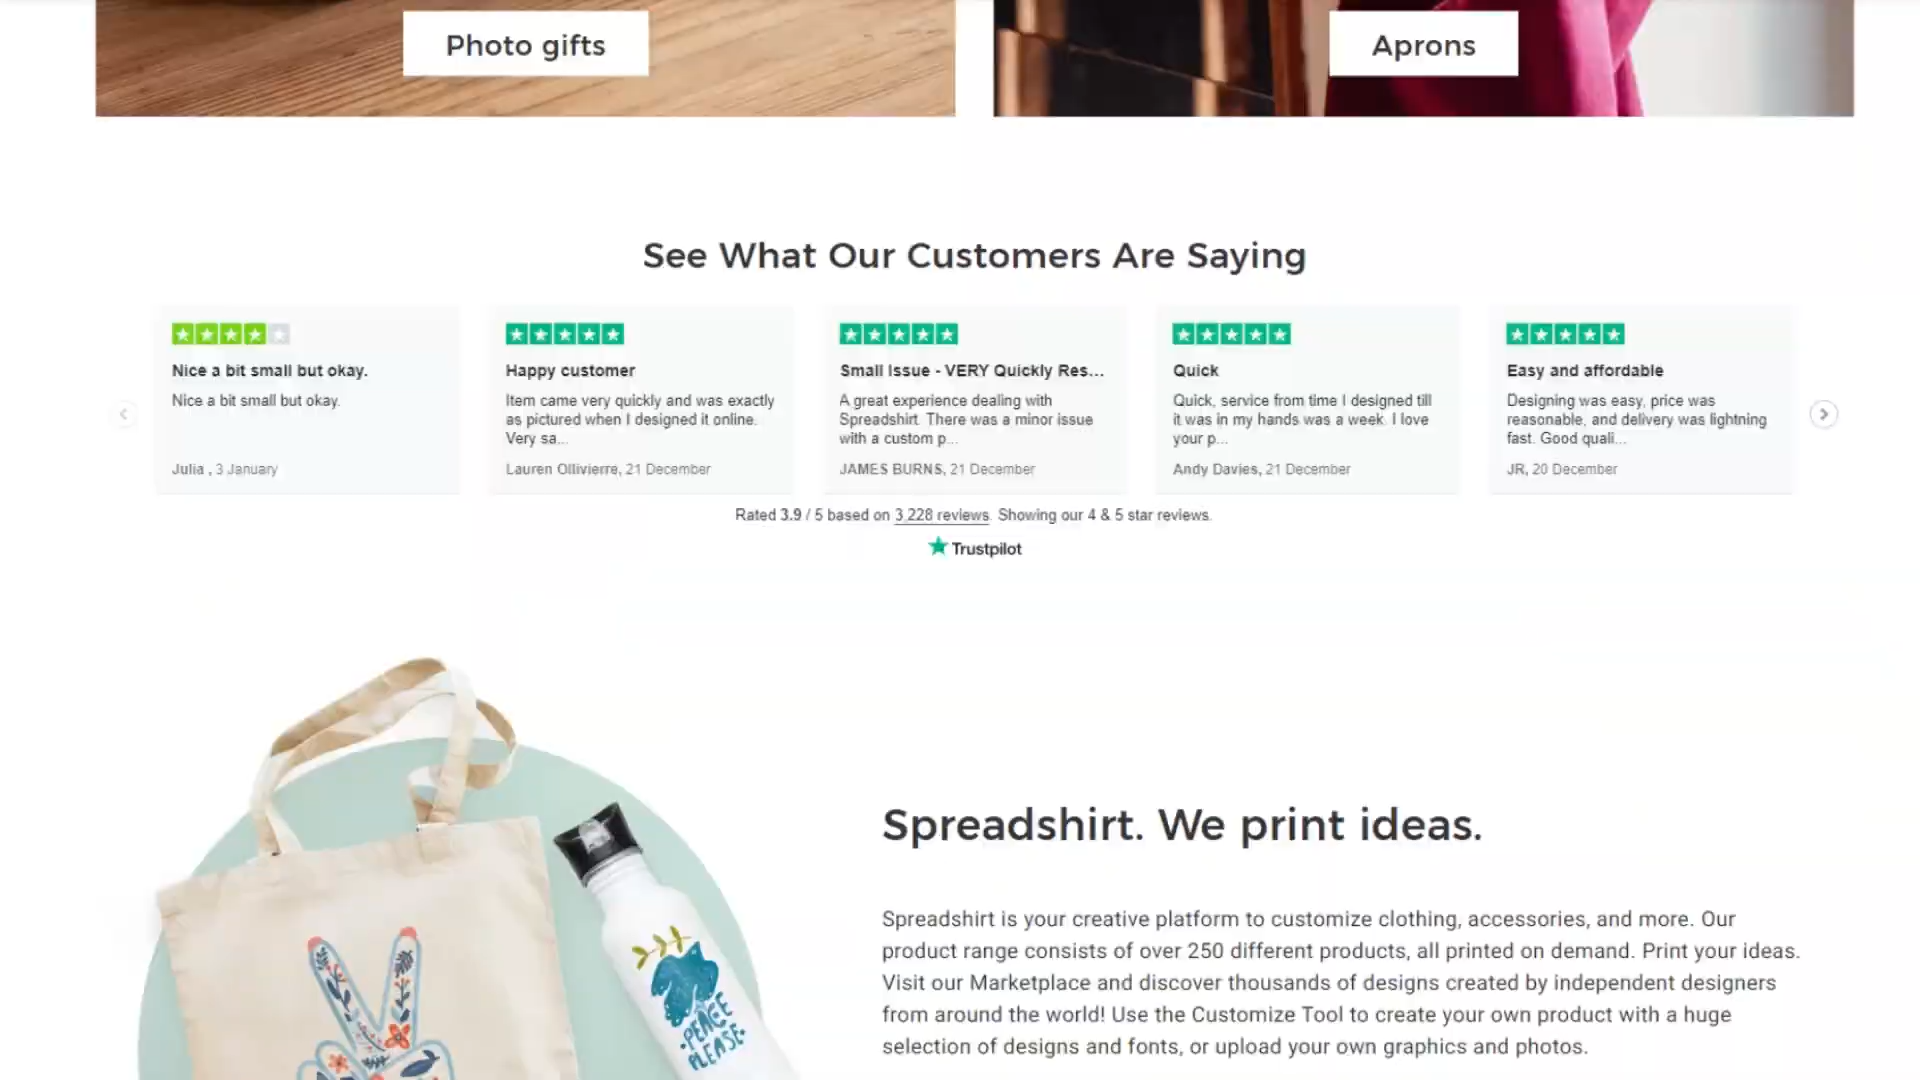 Photo gifts
Aprons
See What Our Customers Are Saying
Nice a bit small but okay.
Nice a bit small but okay.
Julia , 3 January
Happy customer
Item came very quickly and was exactly
as pictured when I designed it online.
Very sa...
Lauren Ollivierre, 21 December
Small Issue - VERY Quickly Res...
A great experience dealing with
Spreadshirt. There was a minor issue
with a custom p...
JAMES BURNS, 21 December
Quick
Quick, service from time I designed till
it was in my hands was a week. I love
your p...
Andy Davies, 21 December
Easy and affordable
Designing was easy, price was
reasonable, and delivery was lightning
fast. Good quali...
JR, 20 December
Rated 3.9 / 5 based on 3,228 reviews. Showing our 4 & 5 star reviews.
Trustpilot
PEACE
PLEASE
Spreadshirt. We print ideas.
Spreadshirt is your creative platform to customize clothing, accessories, and more. Our
product range consists of over 250 different products, all printed on demand. Print your ideas.
Visit our Marketplace and discover thousands of designs created by independent designers
from around the world! Use the Customize Tool to create your own product with a huge
selection of designs and fonts, or upload your own graphics and photos.